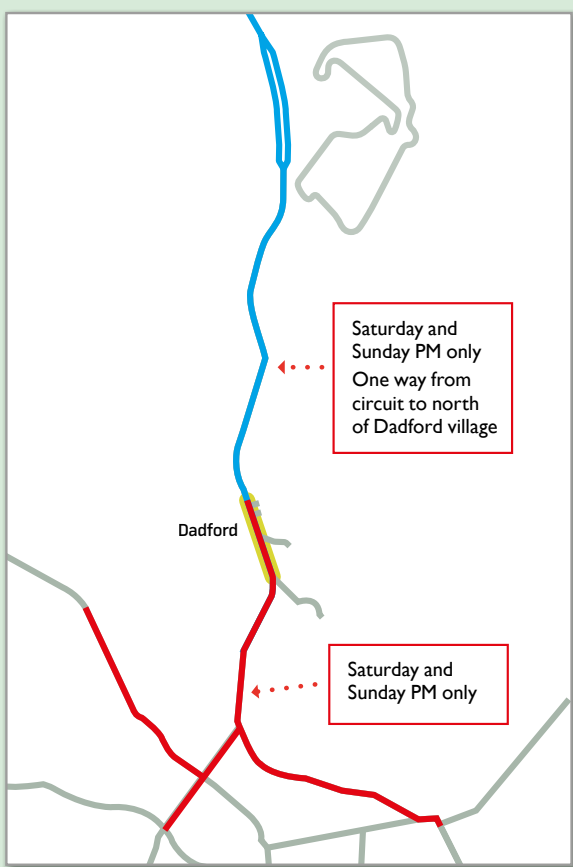 Saturday and
Sunday PM only
One way from
circuit to north
of Dadford village
Dadford
Saturday and
Sunday PM only